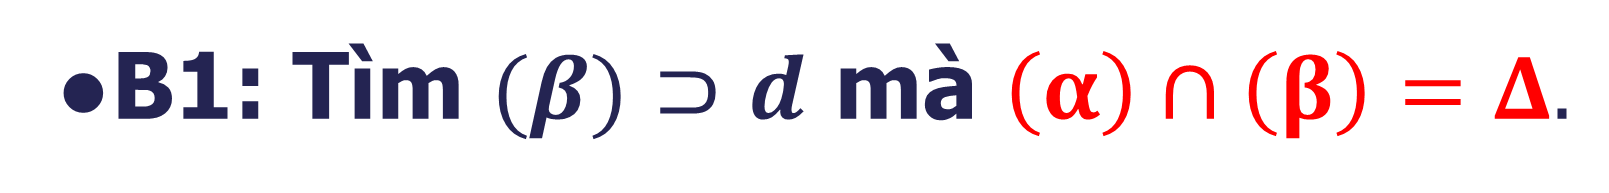 •B1: Tìm (β) ⊃ d mà (α) ∩ (β) = Δ.